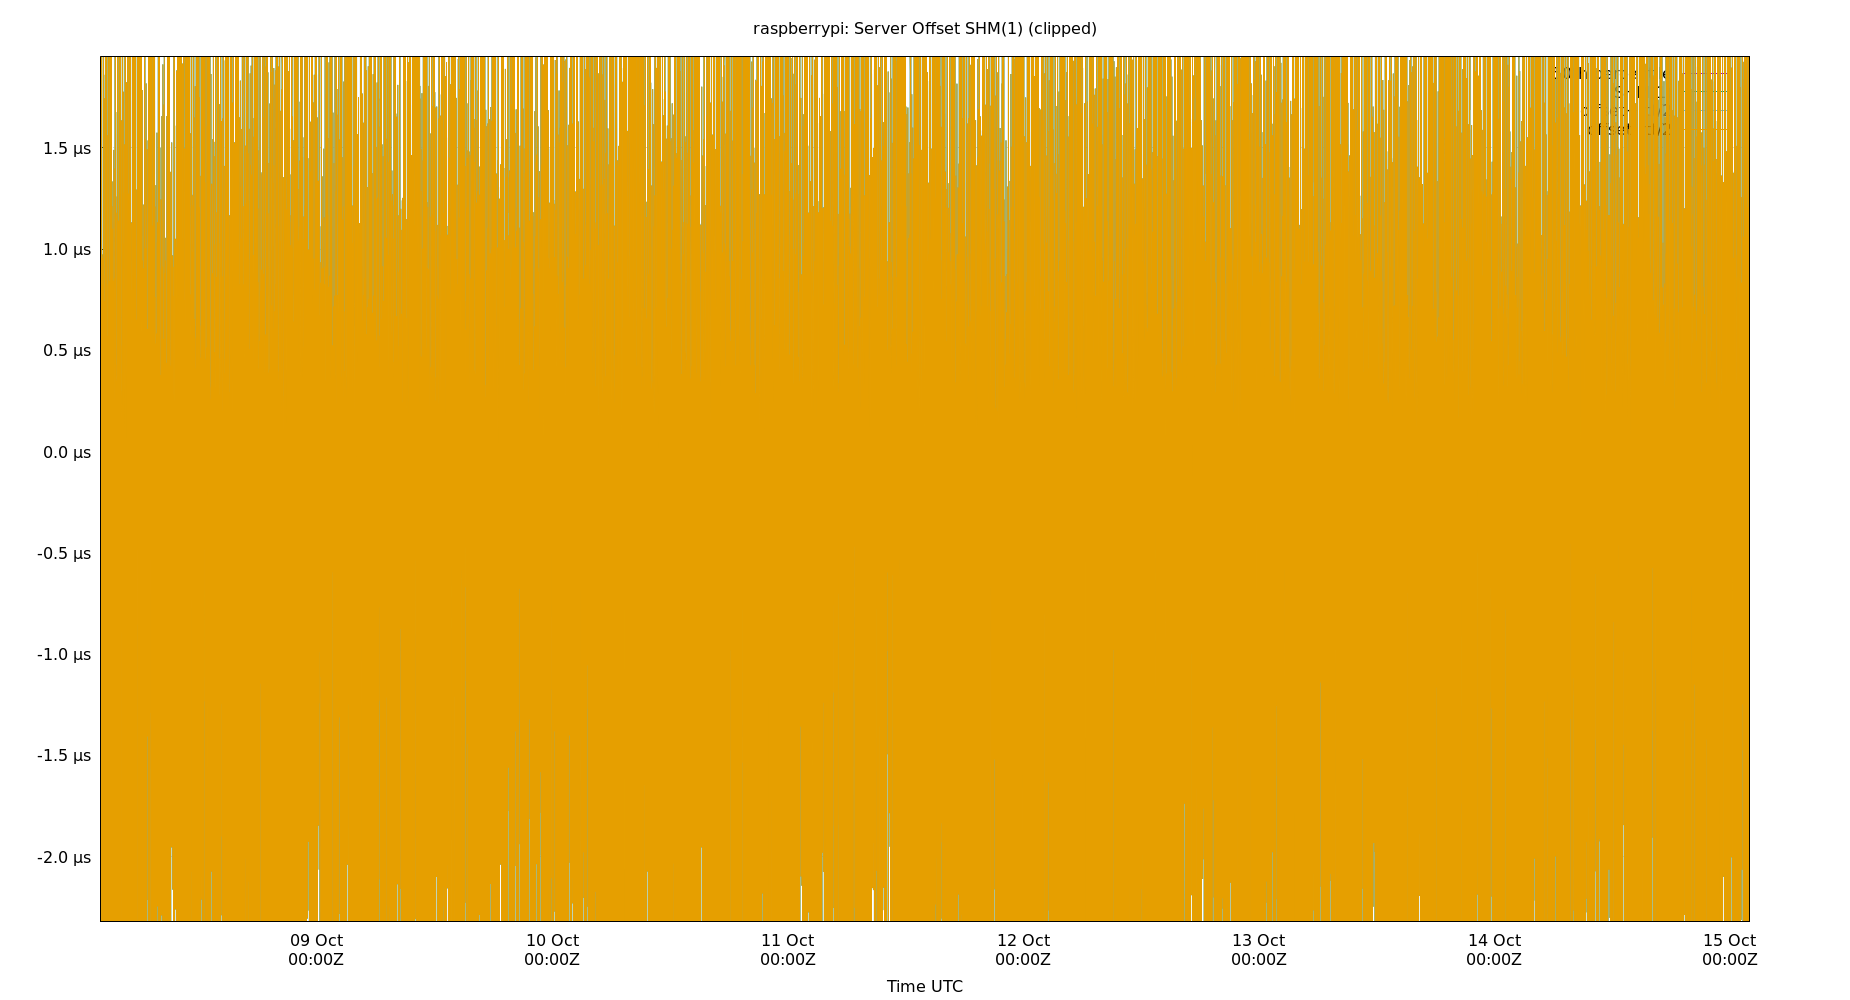 raspberrypi: Server Offset SHM(1) (clipped)
1.5 µs
1.0 µs
0.5 µs
0.0 µs
-0.5 µs
-1.0 µs
-1.5 µs
-2.0 µs
09 Oct 10 Oct 11 Oct 12 Oct 13 Oct 14 Oct 15 Oct
00:00Z 00:00Z 00:00Z 00:00Z 00:00Z 00:00Z 00:00Z
Time UTC